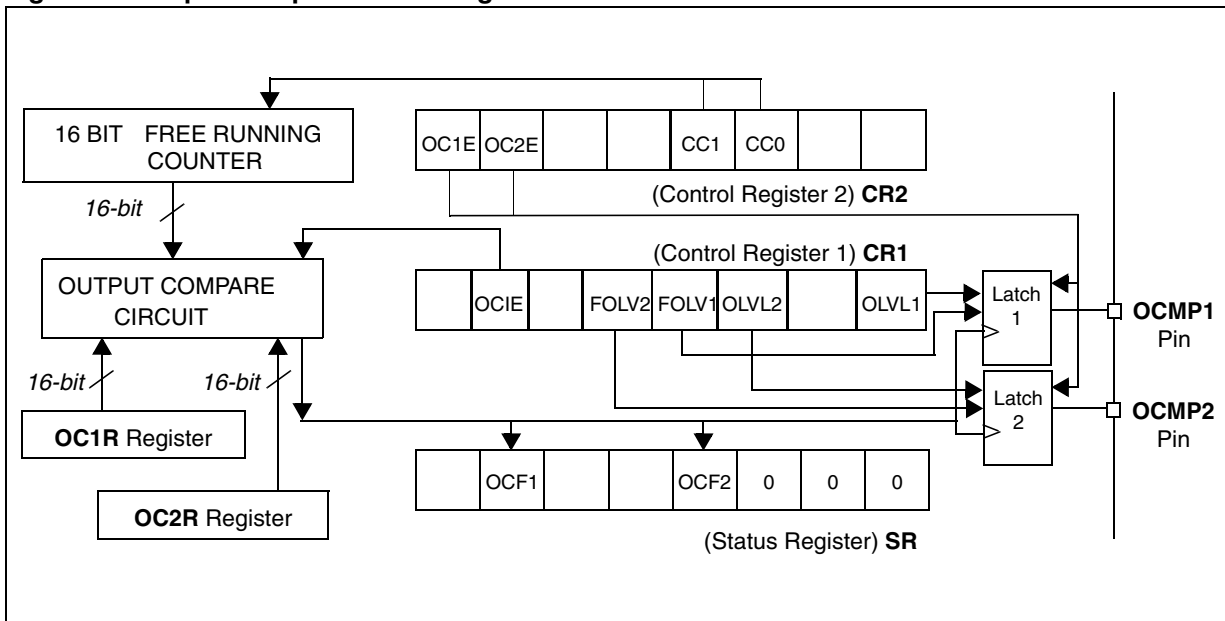 16 BIT FREE RUNNING
COUNTER
16-bit
OC1E OC2E CC1 CC0
(Control Register 2) CR2
(Control Register 1) CR1
OUTPUT COMPARE
CIRCUIT
OCIE FOLV2 FOLV1 OLVL2 OLVL1
Latch
1
OCMP1
Pin
16-bit
16-bit
Latch
2
OCMP2
Pin
OC1R Register
OCF1 OCF2 0 0 0
OC2R Register
(Status Register) SR